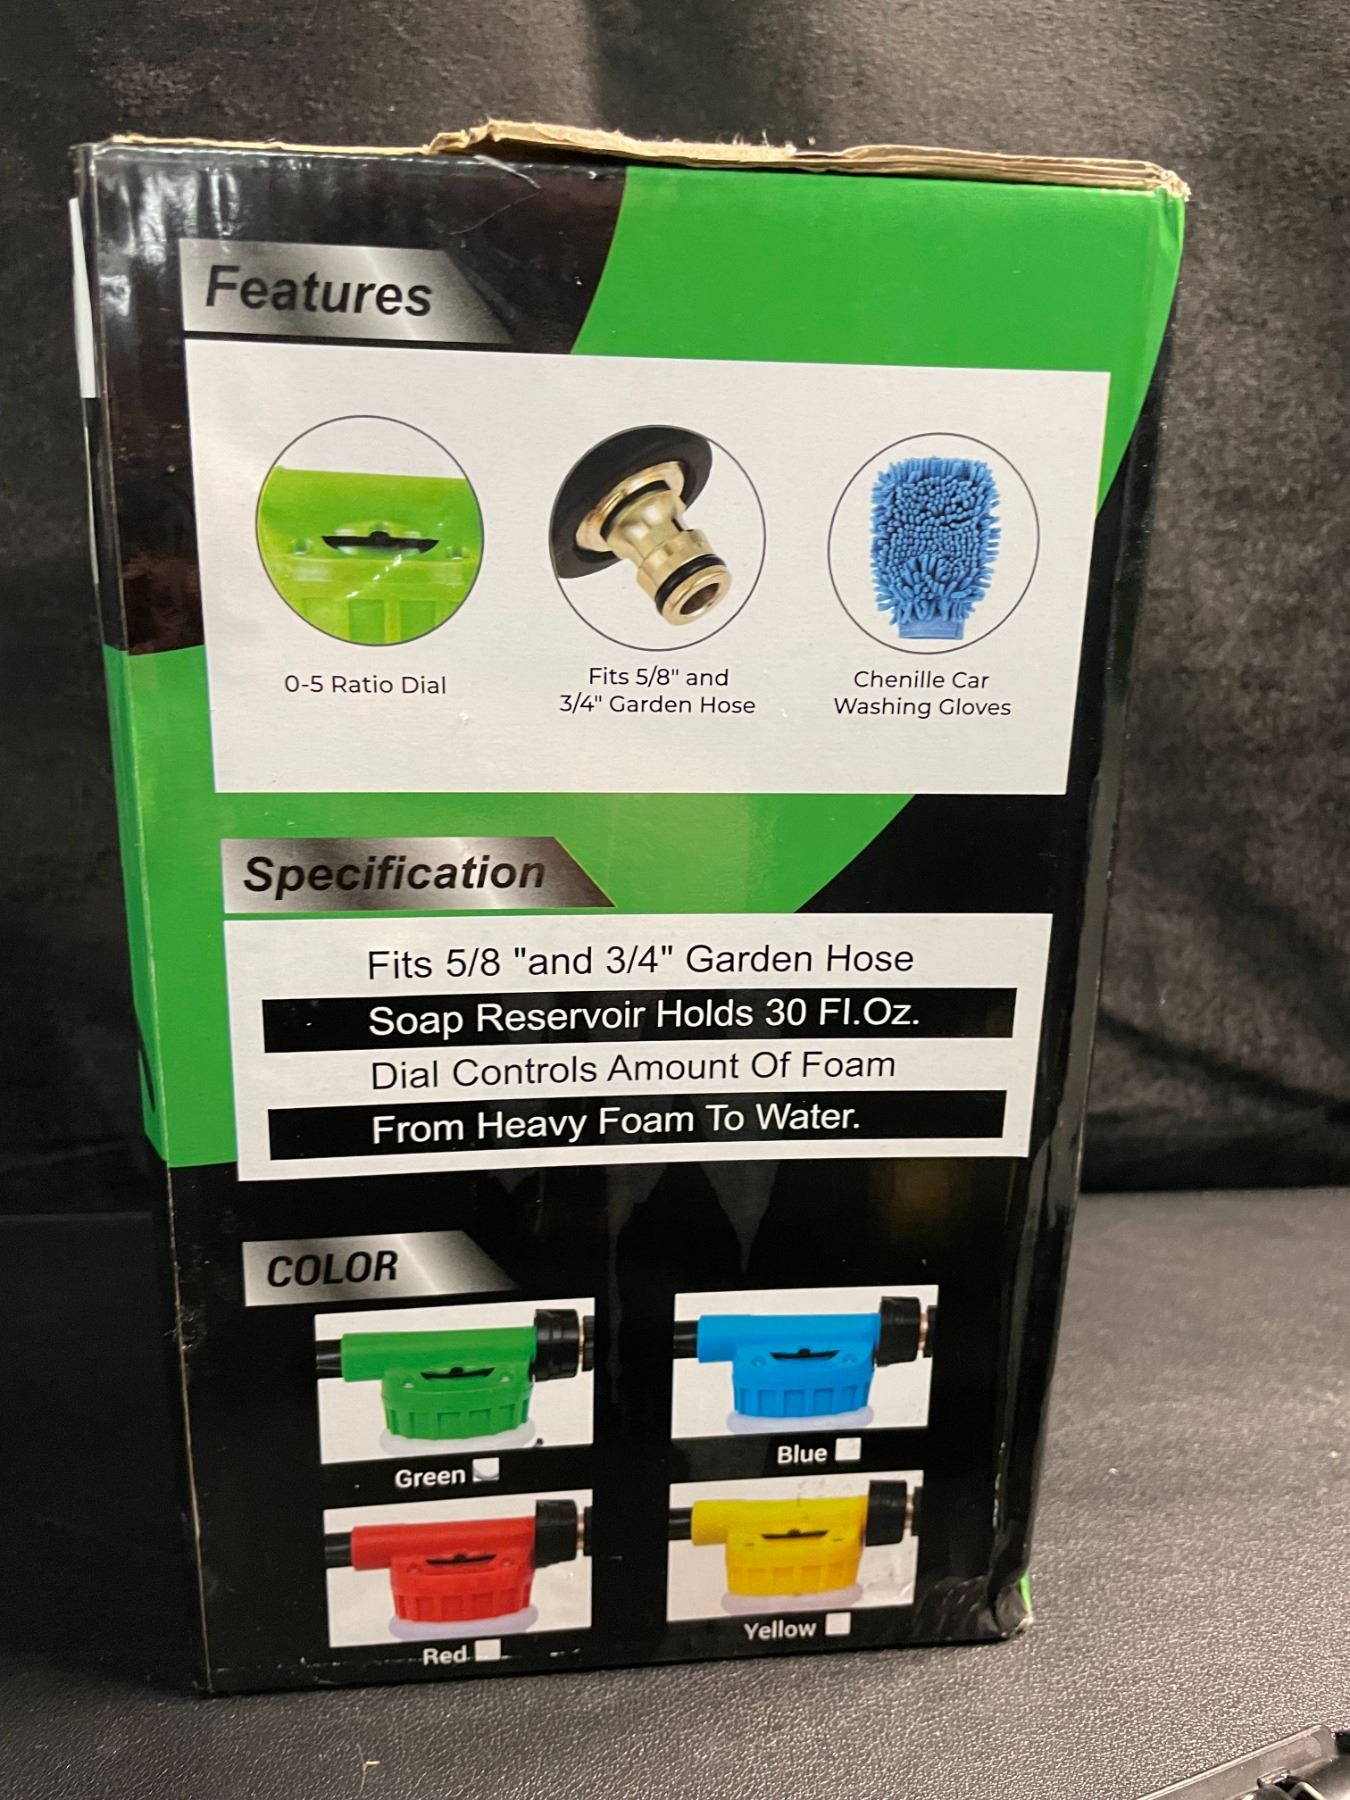 Features
0-5 Ratio Dial
Fits 5/8" and
3/4" Garden Hose
Chenille Car
Washing Gloves
Specification
Fits 5/8 "and 3/4" Garden Hose
Soap Reservoir Holds 30 Fl.Oz.
Dial Controls Amount Of Foam
From Heavy Foam To Water.
COLOR
Green
Blue
Red
Yellow